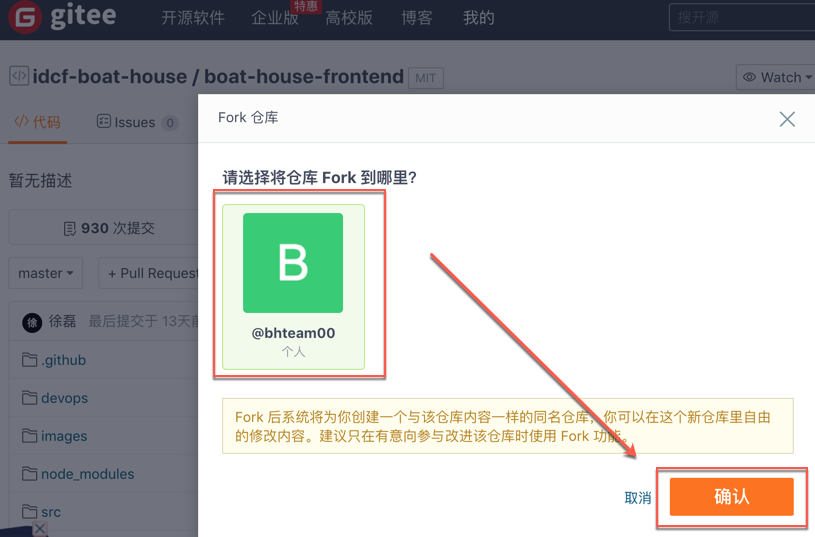 gitee
开源软件
企业版
特惠
高校版
博客
我的
搜开源
idcf-boat-house / boat-house-frontend
MIT
Watch
代码
Issues 0
暂无描述
930 次提交
master
+ Pull Request
徐
徐磊
最后提交于 13天前
.github
devops
images
node_modules
src
Fork 仓库
请选择将仓库 Fork 到哪里?
B
@bhteam00
个人
Fork 后系统将为你创建一个与该仓库内容一样的同名仓库，你可以在这个新仓库里自由
的修改内容。建议只在有意向参与改进该仓库时使用 Fork 功能。
取消
确认